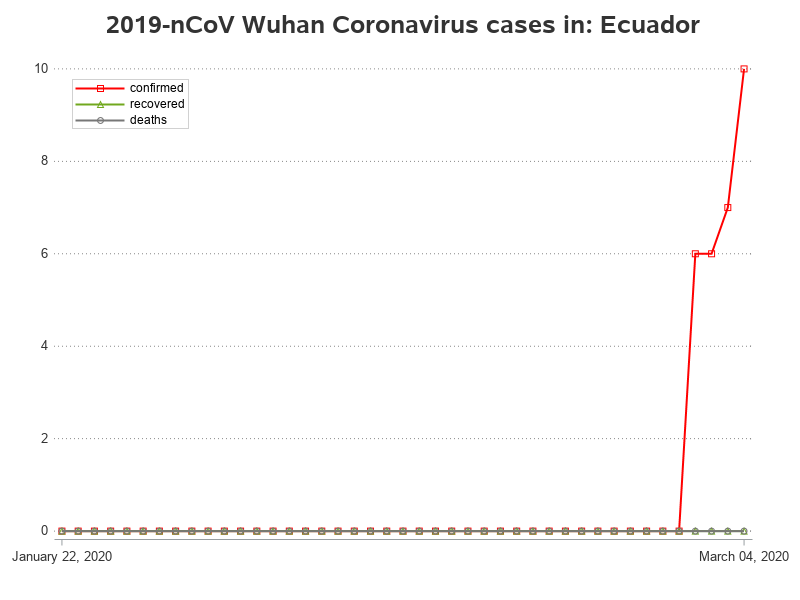 2019-nCoV Wuhan Coronavirus cases in: Ecuador
10
confirmed
recovered
deaths
8
6
4
2
0
January 22, 2020 March 04, 2020